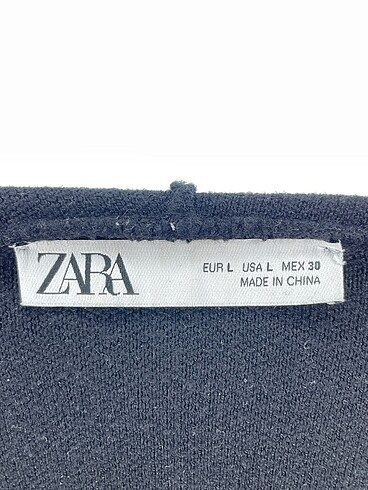 ZARA
EUR L USA L MEX 30
MADE IN CHINA